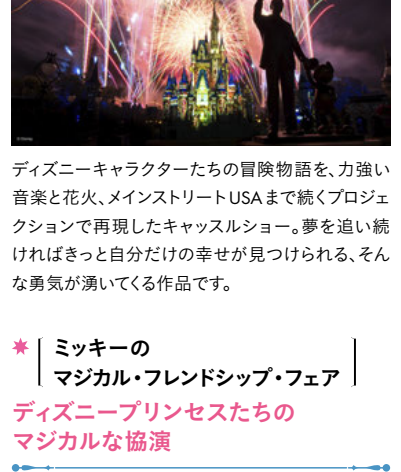 © Disney
ディズニーキャラクターたちの冒険物語を、力強い
音楽と花火、メインストリートUSAまで続くプロジェ
クションで再現したキャッスルショー。夢を追い続
ければきっと自分だけの幸せが見つけられる、そん
な勇気が湧いてくる作品です。
ミッキーの
マジカル・フレンドシップ・フェア
ディズニープリンセスたちの
マジカルな協演